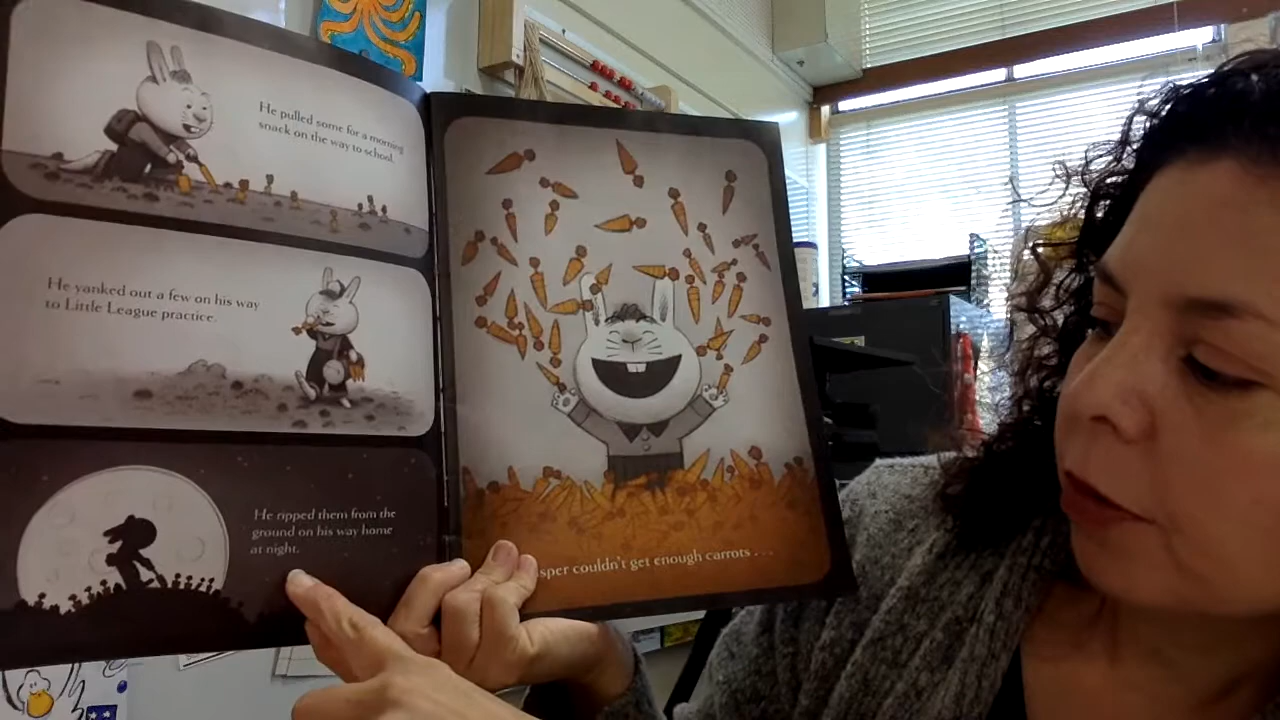 He pulled some for a morning
snack on the way to school.
He yanked out a few on his way
to Little League practice.
He ripped them from the
ground on his way home
at night.
sper couldn't get enough carrots . . .